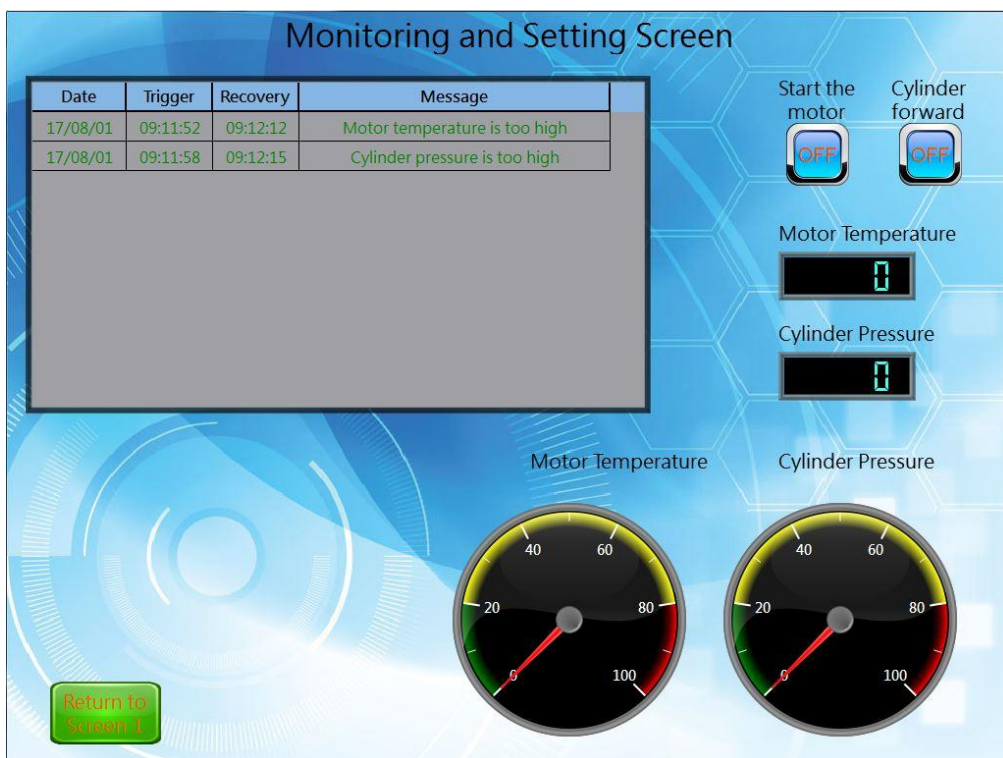 Monitoring and Setting Screen
Date Trigger Recovery Message
17/08/01 09:11:52 09:12:12 Motor temperature is too high
17/08/01 09:11:58 09:12:15 Cylinder pressure is too high
Start the
motor
OFF
Cylinder
forward
OFF
Motor Temperature
0
Cylinder Pressure
0
Motor Temperature
0 20 40 60 80 100
Cylinder Pressure
0 20 40 60 80 100
Return to
Screen 1